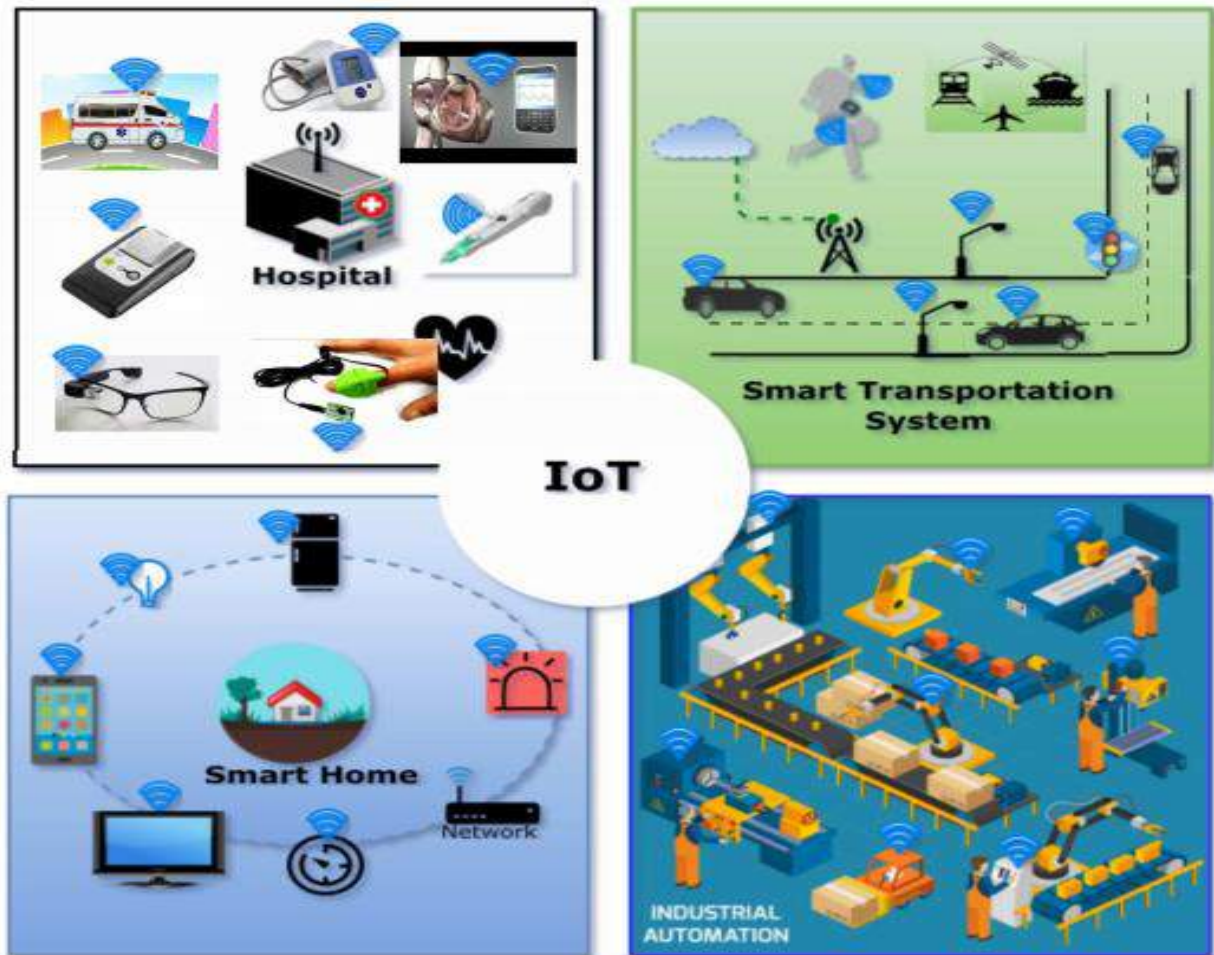 Hospital
Smart Transportation
System
IoT
Smart Home
Network
INDUSTRIAL
AUTOMATION